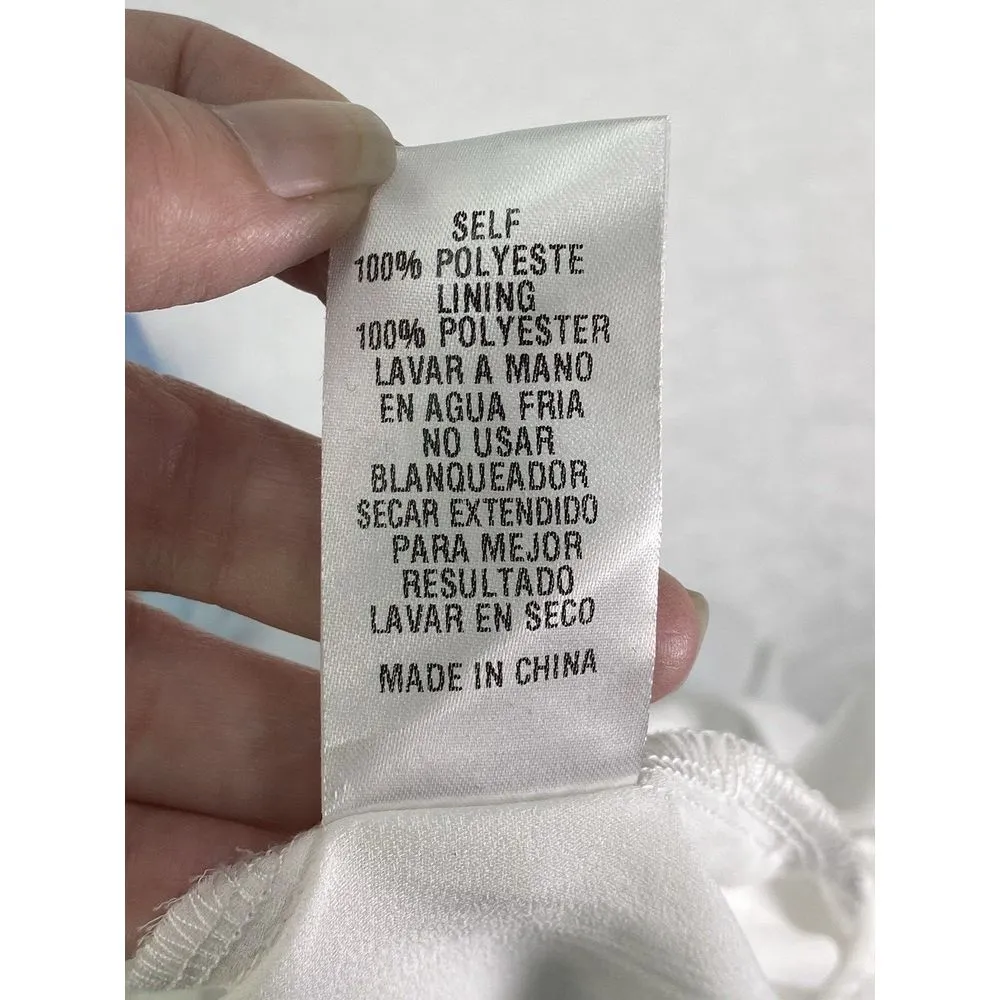 SELF
100% POLYESTE
LINING
100% POLYESTER
LAVAR A MANO
EN AGUA FRIA
NO USAR
BLANQUEADOR
SECAR EXTENDIDO
PARA MEJOR
RESULTADO
LAVAR EN SECO
MADE IN CHINA